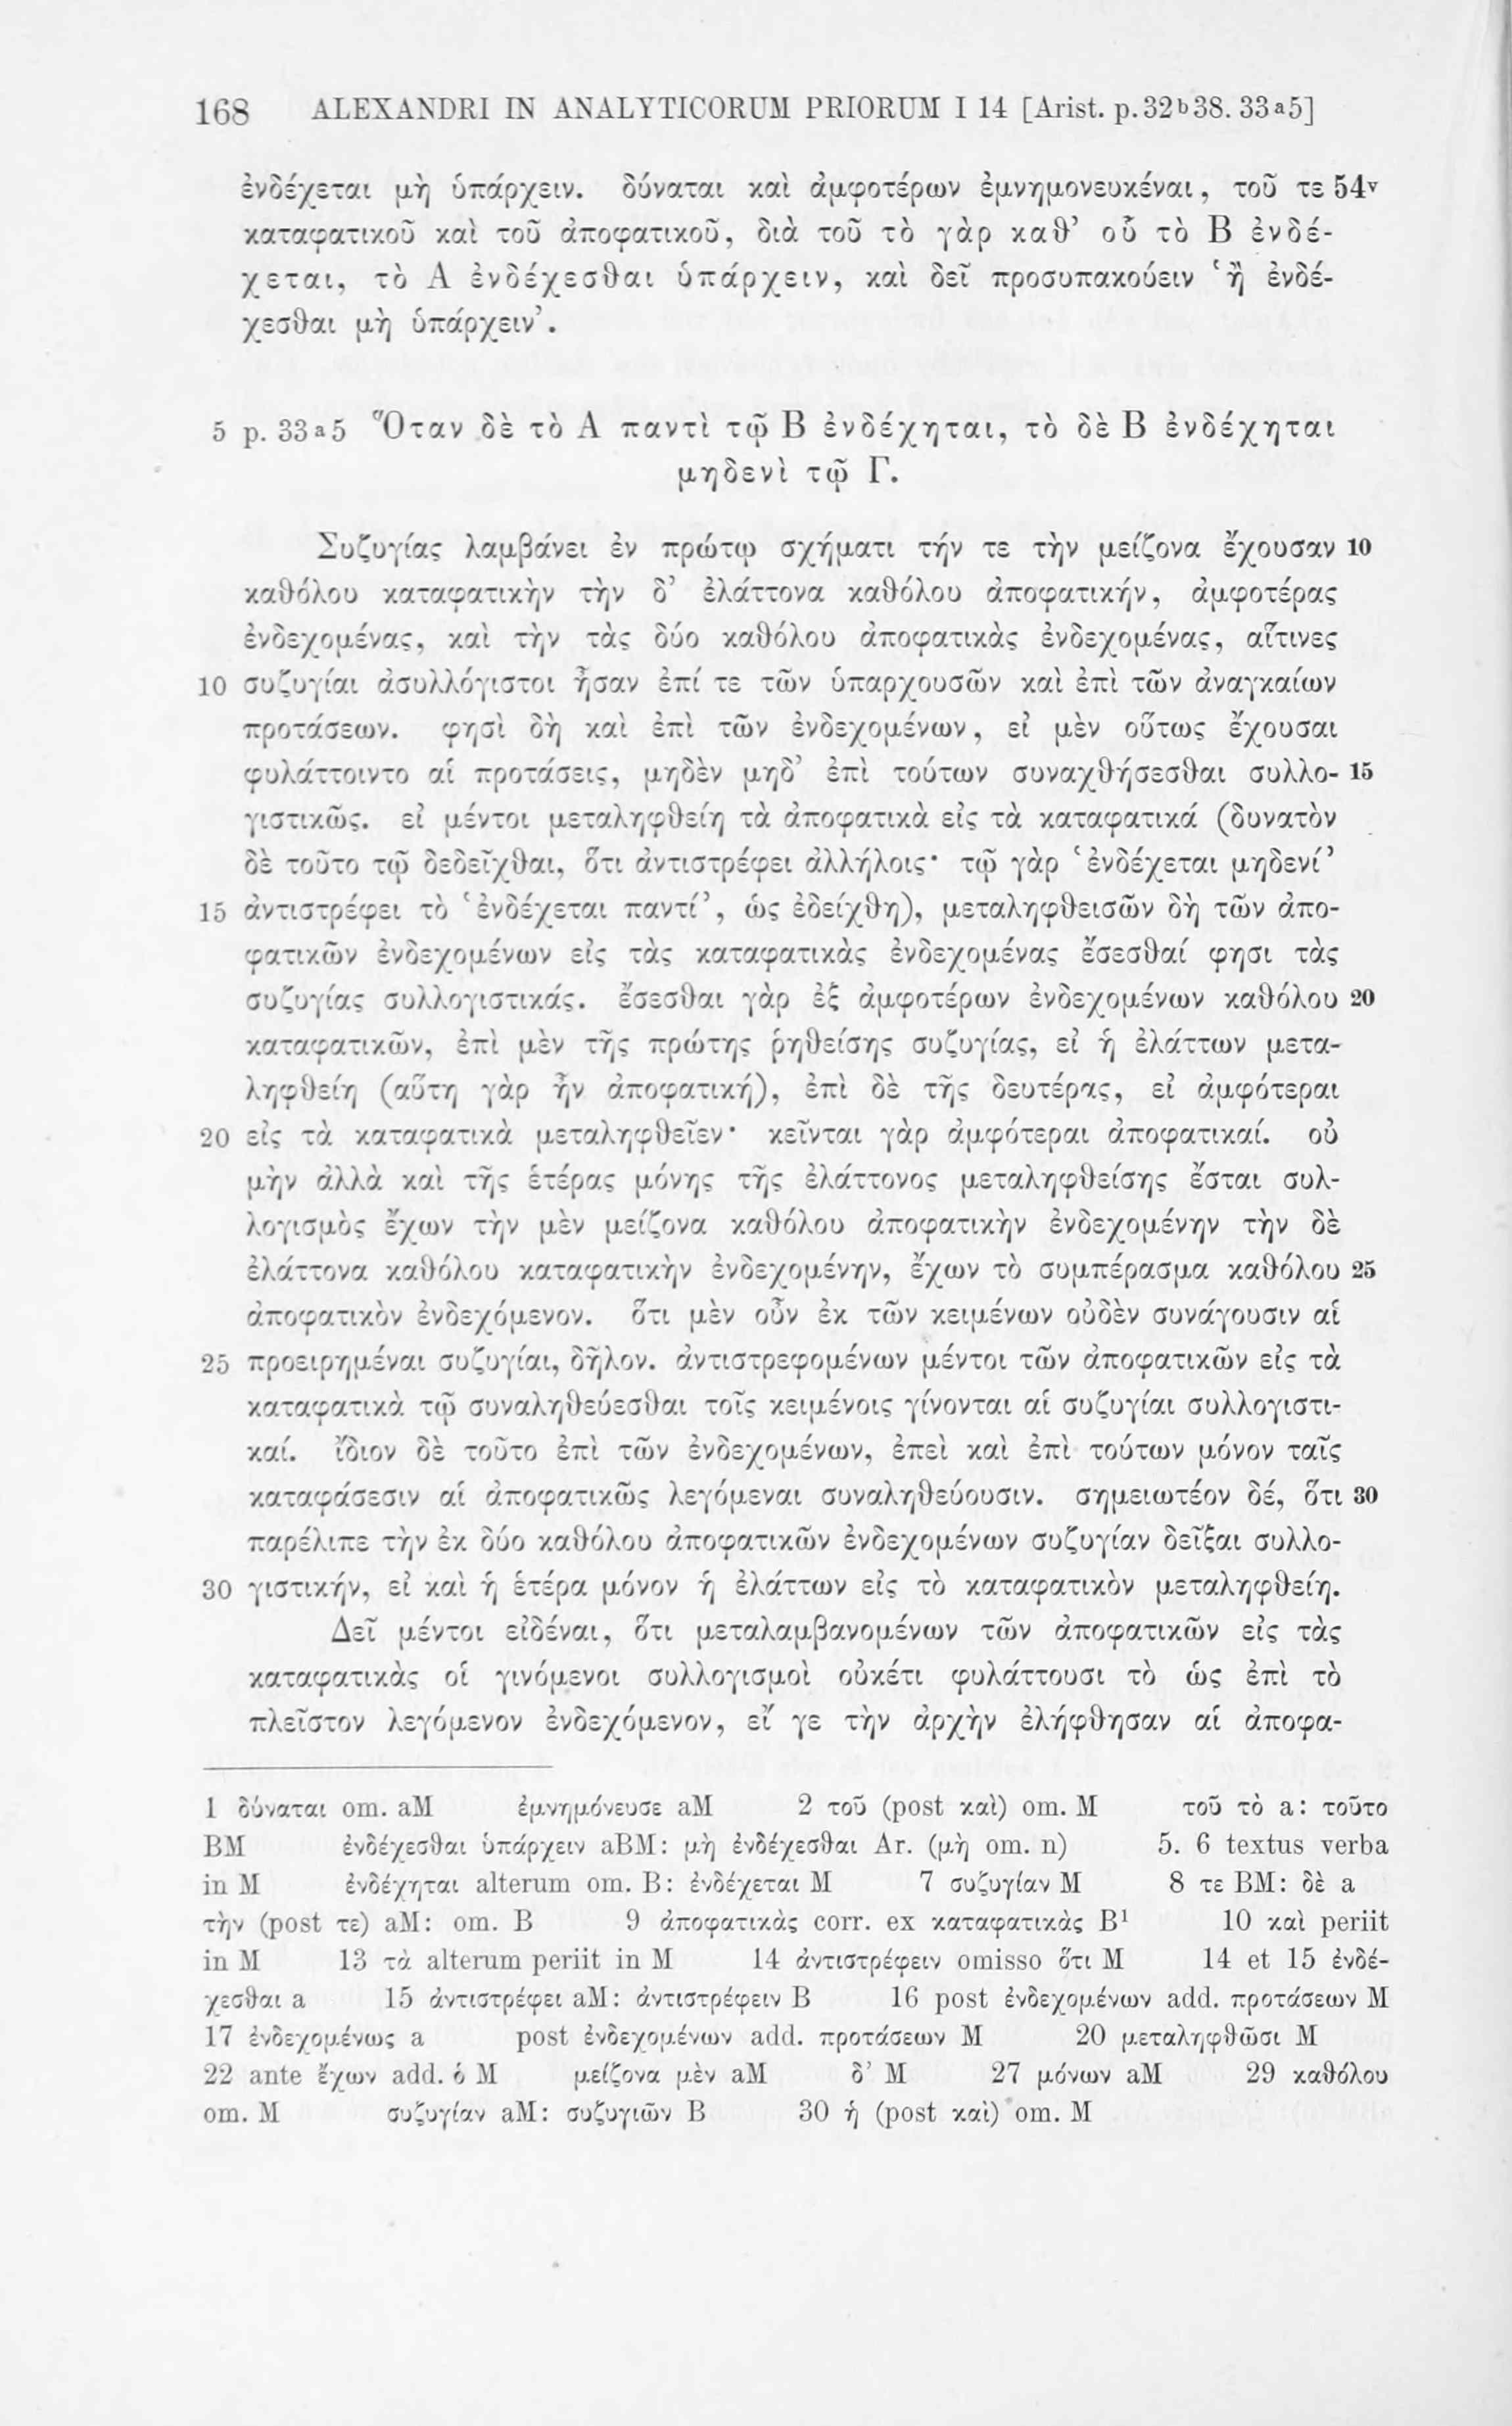 168 ALEXANDRI IN ANALYTICORUM PRIORUM I 14 [Arist. p. 32b38. 33a5]
ἐνδέχεται μὴ ὑπάρχειν. δύναται καὶ ἀμφοτέρων ἐμνημονευκέναι, τοῦ τε 54v
καταφατικοῦ καὶ τοῦ ἀποφατικοῦ, διὰ τοῦ τὸ γὰρ καθ’ οὗ τὸ Β ἐνδέ-
χεται, τὸ Α ἐνδέχεσθαι ὑπάρχειν, καὶ δεῖ προσυπακούειν ‘ἢ ἐνδέ-
χεσθαι μὴ ὑπάρχειν’.
5 p. 33a5 Ὅταν δὲ τὸ Α παντὶ τῷ Β ἐνδέχηται, τὸ δὲ Β ἐνδέχηται
μηδενὶ τῷ Γ.
Συζυγίας λαμβάνει ἐν πρώτῳ σχήματι τήν τε τὴν μείζονα ἔχουσαν 10
καθόλου καταφατικὴν τὴν δ’ ἐλάττονα καθόλου ἀποφατικήν, ἀμφοτέρας
ἐνδεχομένας, καὶ τὴν τὰς δύο καθόλου ἀποφατικὰς ἐνδεχομένας, αἵτινες
10 συζυγίαι ἀσυλλόγιστοι ἦσαν ἐπί τε τῶν ὑπαρχουσῶν καὶ ἐπὶ τῶν ἀναγκαίων
προτάσεων. φησὶ δὴ καὶ ἐπὶ τῶν ἐνδεχομένων, εἰ μὲν οὕτως ἔχουσαι
φυλάττοιντο αἱ προτάσεις, μηδὲν μηδ’ ἐπὶ τούτων συναχθήσεσθαι συλλο- 15
γιστικῶς. εἰ μέντοι μεταληφθείη τὰ ἀποφατικὰ εἰς τὰ καταφατικά (δυνατὸν
δὲ τοῦτο τῷ δεδεῖχθαι, ὅτι ἀντιστρέφει ἀλλήλοις· τῷ γὰρ ‘ἐνδέχεται μηδενί’
15 ἀντιστρέφει τὸ ‘ἐνδέχεται παντί’, ὡς ἐδείχθη), μεταληφθεισῶν δὴ τῶν ἀπο-
φατικῶν ἐνδεχομένων εἰς τὰς καταφατικὰς ἐνδεχομένας ἔσεσθαί φησι τὰς
συζυγίας συλλογιστικάς. ἔσεσθαι γὰρ ἐξ ἀμφοτέρων ἐνδεχομένων καθόλου 20
καταφατικῶν, ἐπὶ μὲν τῆς πρώτης ῥηθείσης συζυγίας, εἰ ἡ ἐλάττων μετα-
ληφθείη (αὕτη γὰρ ἦν ἀποφατική), ἐπὶ δὲ τῆς δευτέρας, εἰ ἀμφότεραι
20 εἰς τὰ καταφατικὰ μεταληφθεῖεν· κεῖνται γὰρ ἀμφότεραι ἀποφατικαί. οὐ
μὴν ἀλλὰ καὶ τῆς ἑτέρας μόνης τῆς ἐλάττονος μεταληφθείσης ἔσται συλ-
λογισμὸς ἔχων τὴν μὲν μείζονα καθόλου ἀποφατικὴν ἐνδεχομένην τὴν δὲ
ἐλάττονα καθόλου καταφατικὴν ἐνδεχομένην, ἔχων τὸ συμπέρασμα καθόλου 25
ἀποφατικὸν ἐνδεχόμενον. ὅτι μὲν οὖν ἐκ τῶν κειμένων οὐδὲν συνάγουσιν αἱ
25 προειρημέναι συζυγίαι, δῆλον. ἀντιστρεφομένων μέντοι τῶν ἀποφατικῶν εἰς τὰ
καταφατικὰ τῷ συναληθεύεσθαι τοῖς κειμένοις γίνονται αἱ συζυγίαι συλλογιστι-
καί. ἴδιον δὲ τοῦτο ἐπὶ τῶν ἐνδεχομένων, ἐπεὶ καὶ ἐπὶ τούτων μόνον ταῖς
καταφάσεσιν αἱ ἀποφατικῶς λεγόμεναι συναληθεύουσιν. σημειωτέον δέ, ὅτι 30
παρέλιπε τὴν ἐκ δύο καθόλου ἀποφατικῶν ἐνδεχομένων συζυγίαν δεῖξαι συλλο-
30 γιστικήν, εἰ καὶ ἡ ἑτέρα μόνον ἡ ἐλάττων εἰς τὸ καταφατικὸν μεταληφθείη.
Δεῖ μέντοι εἰδέναι, ὅτι μεταλαμβανομένων τῶν ἀποφατικῶν εἰς τὰς
καταφατικὰς οἱ γινόμενοι συλλογισμοὶ οὐκέτι φυλάττουσι τὸ ὡς ἐπὶ τὸ
πλεῖστον λεγόμενον ἐνδεχόμενον, εἴ γε τὴν ἀρχὴν ἐλήφθησαν αἱ ἀποφα-
1 δύναται om. aM ἐμνημόνευσε aM 2 τοῦ (post καὶ) om. M τοῦ τὸ a: τοῦτο
BM ἐνδέχεσθαι ὑπάρχειν aBM: μὴ ἐνδέχεσθαι Ar. (μὴ om. n) 5. 6 textus verba
in M ἐνδέχηται alterum om. B: ἐνδέχεται M 7 συζυγίαν M 8 τε BM: δὲ a
τὴν (post τε) aM: om. B 9 ἀποφατικὰς corr. ex καταφατικὰς B1 10 καὶ periit
in M 13 τὰ alterum periit in M 14 ἀντιστρέφειν omisso ὅτι M 14 et 15 ἐνδέ-
χεσθαι a 15 ἀντιστρέφει aM: ἀντιστρέφειν B 16 post ἐνδεχομένων add. προτάσεων M
17 ἐνδεχομένως a post ἐνδεχομένων add. προτάσεων M 20 μεταληφθῶσι M
22 ante ἔχων add. ὁ M μείζονα μὲν aM δ’ M 27 μόνων aM 29 καθόλου
om. M συζυγίαν aM: συζυγιῶν B 30 ἡ (post καὶ) om. M